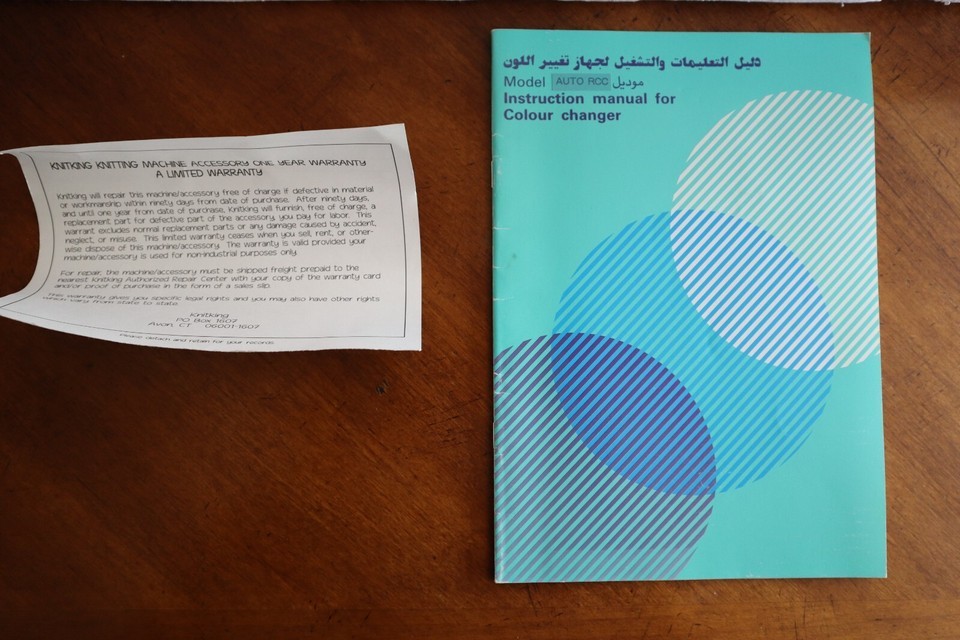 KNITKING KNITTING MACHINE ACCESSORY ONE YEAR WARRANTY
A LIMITED WARRANTY
Knitking will repair this machine/accessory free of charge if defective in material
or workmanship within ninety days from date of purchase. After ninety days,
and until one year from date of purchase, Knitking will furnish, free of charge, a
replacement part for defective part of the accessory, you pay for labor. This
warrant excludes normal replacement parts or any damage caused by accident,
neglect, or misuse. This limited warranty ceases when you sell, rent, or other-
wise dispose of this machine/accessory. The warranty is valid provided your
machine/accessory is used for non-industrial purposes only.
For repair, the machine/accessory must be shipped freight prepaid to the
nearest Knitking Authorized Repair Center with your copy of the warranty card
and/or proof of purchase in the form of a sales slip.
This warranty gives you specific legal rights and you may also have other rights
which vary from state to state.
Knitking
PO Box 1607
Avon, CT 06001-1607
Please detach and retain for your records
دليل التعليمات والتشغيل لجهاز تغيير اللون
Model AUTO RCC موديل
Instruction manual for
Colour changer